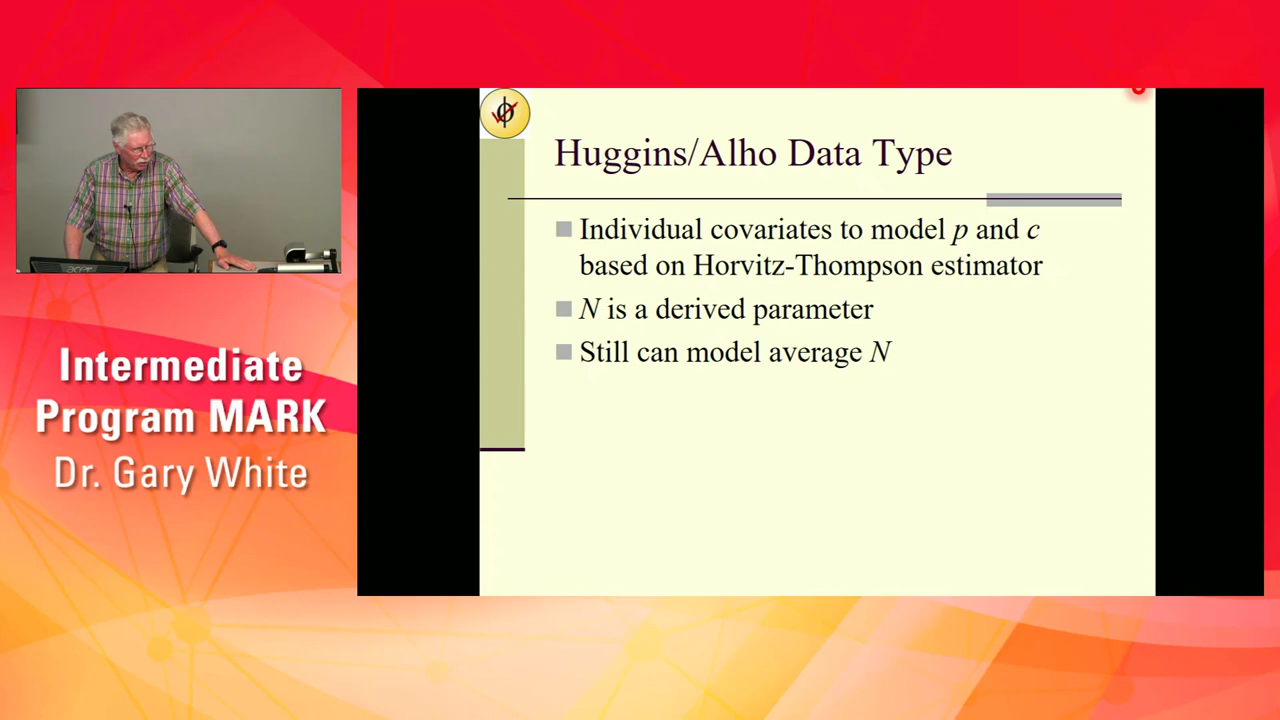 Huggins/Alho Data Type
Individual covariates to model p and c
based on Horvitz-Thompson estimator
N is a derived parameter
Still can model average N
acer
Intermediate
Program MARK
Dr. Gary White